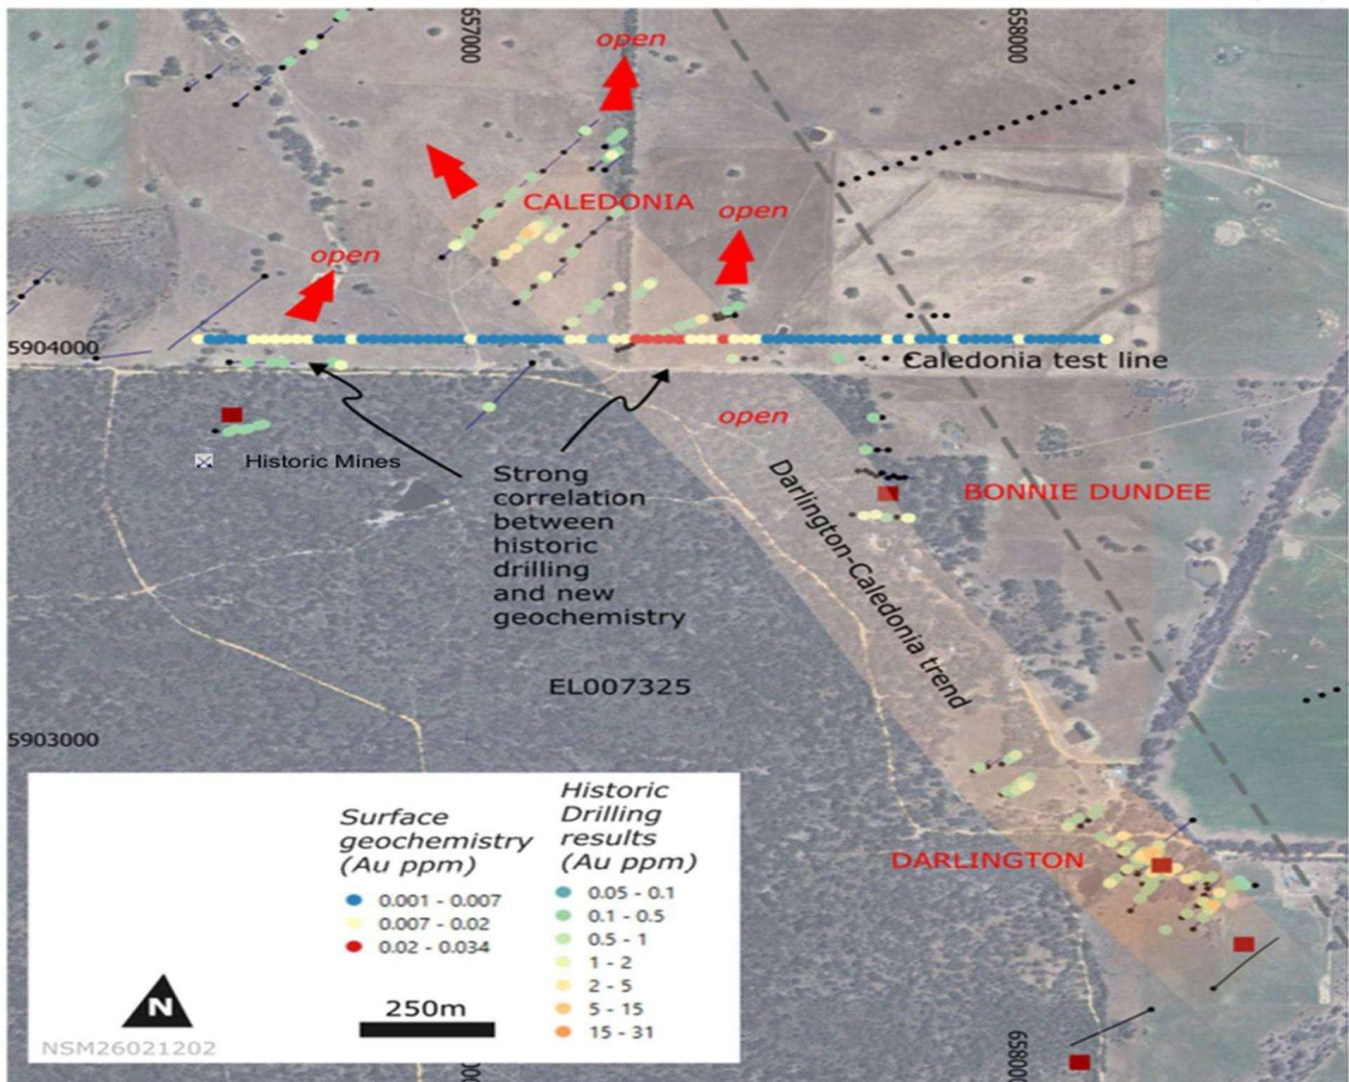 657000
658000
open
CALEDONIA
open
open
5904000
Caledonia test line
open
Historic Mines
Strong
correlation
between
historic
drilling
and new
geochemistry
BONNIE DUNDEE
Darlington-Caledonia trend
EL007325
5903000
DARLINGTON
Surface
geochemistry
(Au ppm)
0.001 - 0.007
0.007 - 0.02
0.02 - 0.034
Historic
Drilling
results
(Au ppm)
0.05 - 0.1
0.1 - 0.5
0.5 - 1
1 - 2
2 - 5
5 - 15
15 - 31
N
250m
NSM26021202